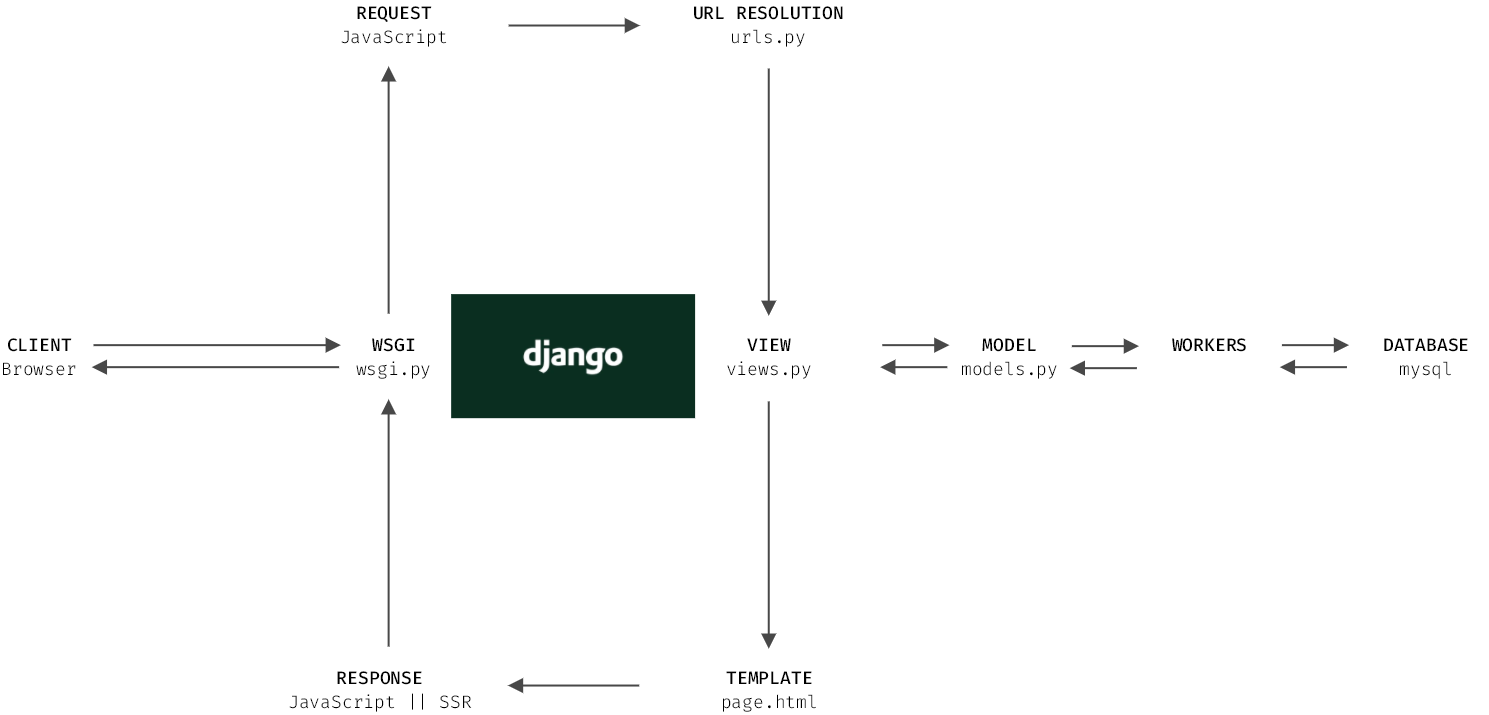 REQUEST
JavaScript
URL RESOLUTION
urls.py
CLIENT
Browser
WSGI
wsgi.py
django
VIEW
views.py
MODEL
models.py
WORKERS
DATABASE
mysql
RESPONSE
JavaScript || SSR
TEMPLATE
page.html